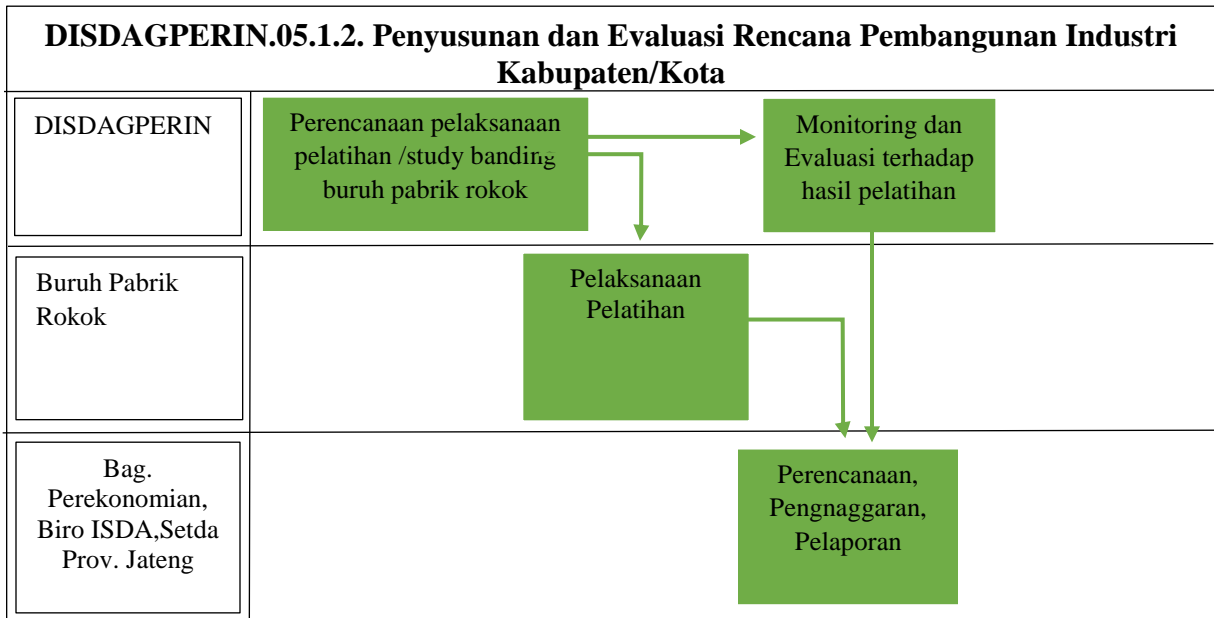 DISDAGPERIN.05.1.2. Penyusunan dan Evaluasi Rencana Pembangunan Industri
Kabupaten/Kota
DISDAGPERIN
Perencanaan pelaksanaan
pelatihan /study banding
buruh pabrik rokok
Monitoring dan
Evaluasi terhadap
hasil pelatihan
Buruh Pabrik
Rokok
Pelaksanaan
Pelatihan
Bag.
Perekonomian,
Biro ISDA,Setda
Prov. Jateng
Perencanaan,
Pengnaggaran,
Pelaporan